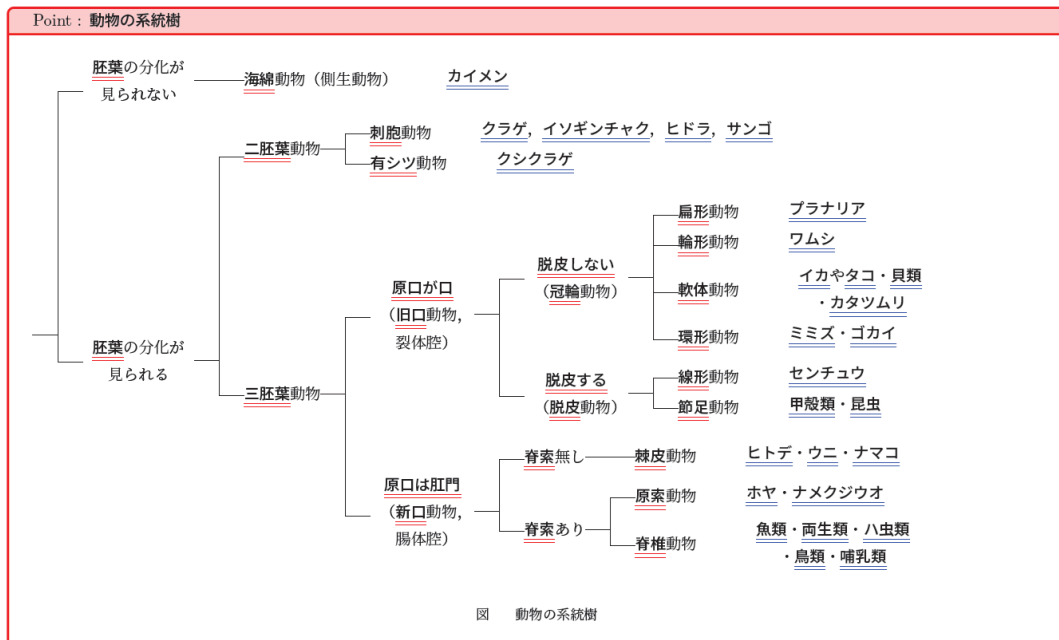 Point : 動物の系統樹
胚葉の分化が
見られない
海綿動物（側生動物）
カイメン
胚葉の分化が
見られる
二胚葉動物
刺胞動物
クラゲ，イソギンチャク，ヒドラ，サンゴ
有シツ動物
クシクラゲ
三胚葉動物
原口が口
（旧口動物，
裂体腔）
脱皮しない
（冠輪動物）
扁形動物
プラナリア
輪形動物
ワムシ
軟体動物
イカやタコ・貝類
・カタツムリ
環形動物
ミミズ・ゴカイ
脱皮する
（脱皮動物）
線形動物
センチュウ
節足動物
甲殻類・昆虫
原口は肛門
（新口動物，
腸体腔）
脊索無し
棘皮動物
ヒトデ・ウニ・ナマコ
脊索あり
原索動物
ホヤ・ナメクジウオ
脊椎動物
魚類・両生類・ハ虫類
・鳥類・哺乳類
図　動物の系統樹